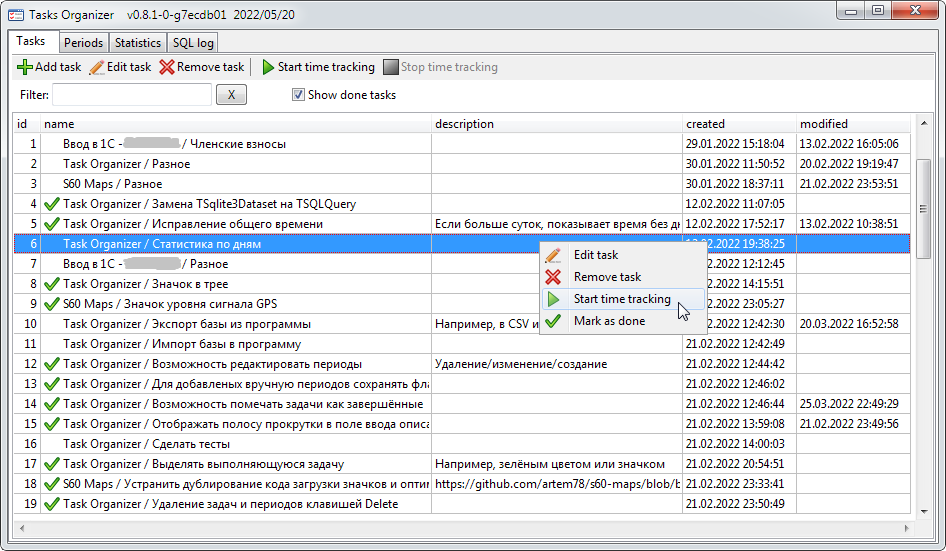 Tasks Organizer v0.8.1-0-g7ecdb01 2022/05/20
Tasks Periods Statistics SQL log
Add task Edit task Remove task Start time tracking Stop time tracking
Filter: X Show done tasks
id name description created modified
1 Ввод в 1С - / Членские взносы 29.01.2022 15:18:04 13.02.2022 16:05:06
2 Task Organizer / Разное 30.01.2022 11:50:52 20.02.2022 19:19:47
3 S60 Maps / Разное 30.01.2022 18:37:11 21.02.2022 23:53:51
4 Task Organizer / Замена TSqlite3Dataset на TSQLQuery 12.02.2022 11:07:05
5 Task Organizer / Исправление общего времени Если больше суток, показывает время без дн 12.02.2022 17:52:17 13.02.2022 10:38:51
6 Task Organizer / Статистика по дням .02.2022 19:38:25
7 Ввод в 1С - / Разное .02.2022 12:12:45
8 Task Organizer / Значок в трее .02.2022 14:15:51
9 S60 Maps / Значок уровня сигнала GPS .02.2022 23:05:27
Edit task
Remove task
Start time tracking
Mark as done
10 Task Organizer / Экспорт базы из программы Например, в CSV и .02.2022 12:42:30 20.03.2022 16:52:58
11 Task Organizer / Импорт базы в программу 21.02.2022 12:42:49
12 Task Organizer / Возможность редактировать периоды Удаление/изменение/создание 21.02.2022 12:44:42
13 Task Organizer / Для добавленых вручную периодов сохранять фла 21.02.2022 12:46:02
14 Task Organizer / Возможность помечать задачи как завершённые 21.02.2022 12:46:44 25.03.2022 22:49:29
15 Task Organizer / Отображать полосу прокрутки в поле ввода описа 21.02.2022 13:59:08 21.02.2022 23:49:56
16 Task Organizer / Сделать тесты 21.02.2022 14:00:03
17 Task Organizer / Выделять выполняющуюся задачу Например, зелёным цветом или значком 21.02.2022 20:54:51
18 S60 Maps / Устранить дублирование кода загрузки значков и оптим https://github.com/artem78/s60-maps/blob/b 21.02.2022 23:33:41
19 Task Organizer / Удаление задач и периодов клавишей Delete 21.02.2022 23:50:49